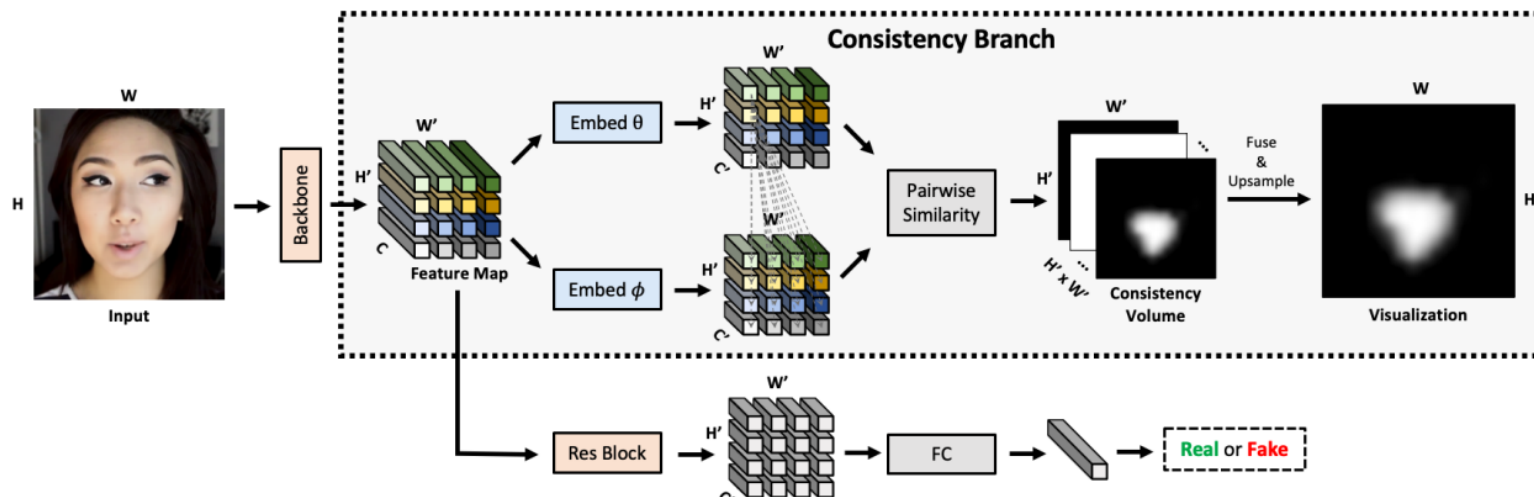 Consistency Branch
W
H
Input
Backbone
W'
H'
C
Feature Map
Embed θ
Embed ϕ
W'
H'
C'
W'
H'
C'
Pairwise
Similarity
W'
H'
...
...
H' x W'
Consistency
Volume
Fuse
&
Upsample
W
H
Visualization
Res Block
W'
H'
FC
Real or Fake